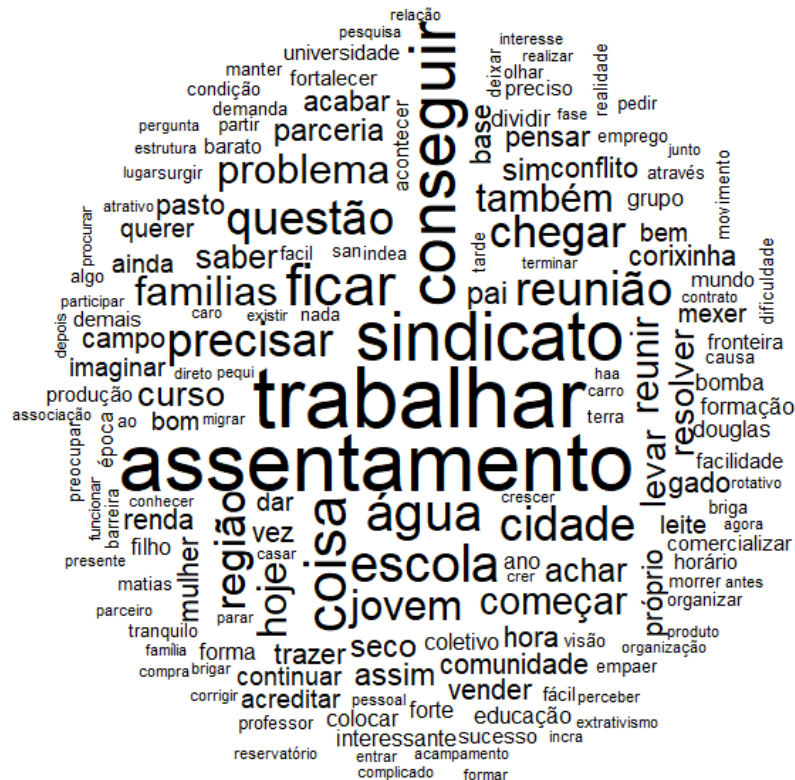 relação
pesquisa
universidade
conseguir
interesse
realizar
deixar
olhar
realidade
manter
fortalecer
condição
preciso
demanda
acabar
acontecer
base
dividir
fase
pedir
pergunta
partir
parceria
pensar
emprego
estrutura
barato
junto
lugar
surgir
problema
sim
conflito
através
movimento
atrativo
pasto
questão
também
grupo
procurar
querer
chegar
bem
saber
facil
san
indea
tarde
corixinha
ainda
terminar
algo
familias
ficar
pai
reunião
mundo
dificuldade
participar
contrato
caro
existir
nada
mexer
depois
demais
campo
precisar
sindicato
reunir
resolver
fronteira
causa
imaginar
direto
pequi
haa
bomba
produção
curso
trabalhar
carro
associação
ao
bom
migrar
terra
formação
douglas
preocupar
época
assentamento
levar
facilidade
gado
rotativo
funcionar
barreira
conhecer
região
dar
coisa
água
crescer
cidade
briga
renda
vez
leite
agora
comercializar
filho
mulher
hoje
casar
escola
ano
achar
próprio
horário
presente
crer
morrer
antes
matias
jovem
começar
organizar
parceiro
parar
tranquilo
seco
coletivo
hora
visão
produto
organização
família
forma
trazer
comunidade
empaer
compra
brigar
continuar
assim
corrigir
acreditar
pessoal
vender
fácil
perceber
professor
colocar
forte
educação
extrativismo
interessante
sucesso
incra
reservatório
entrar
acampamento
complicado
formar